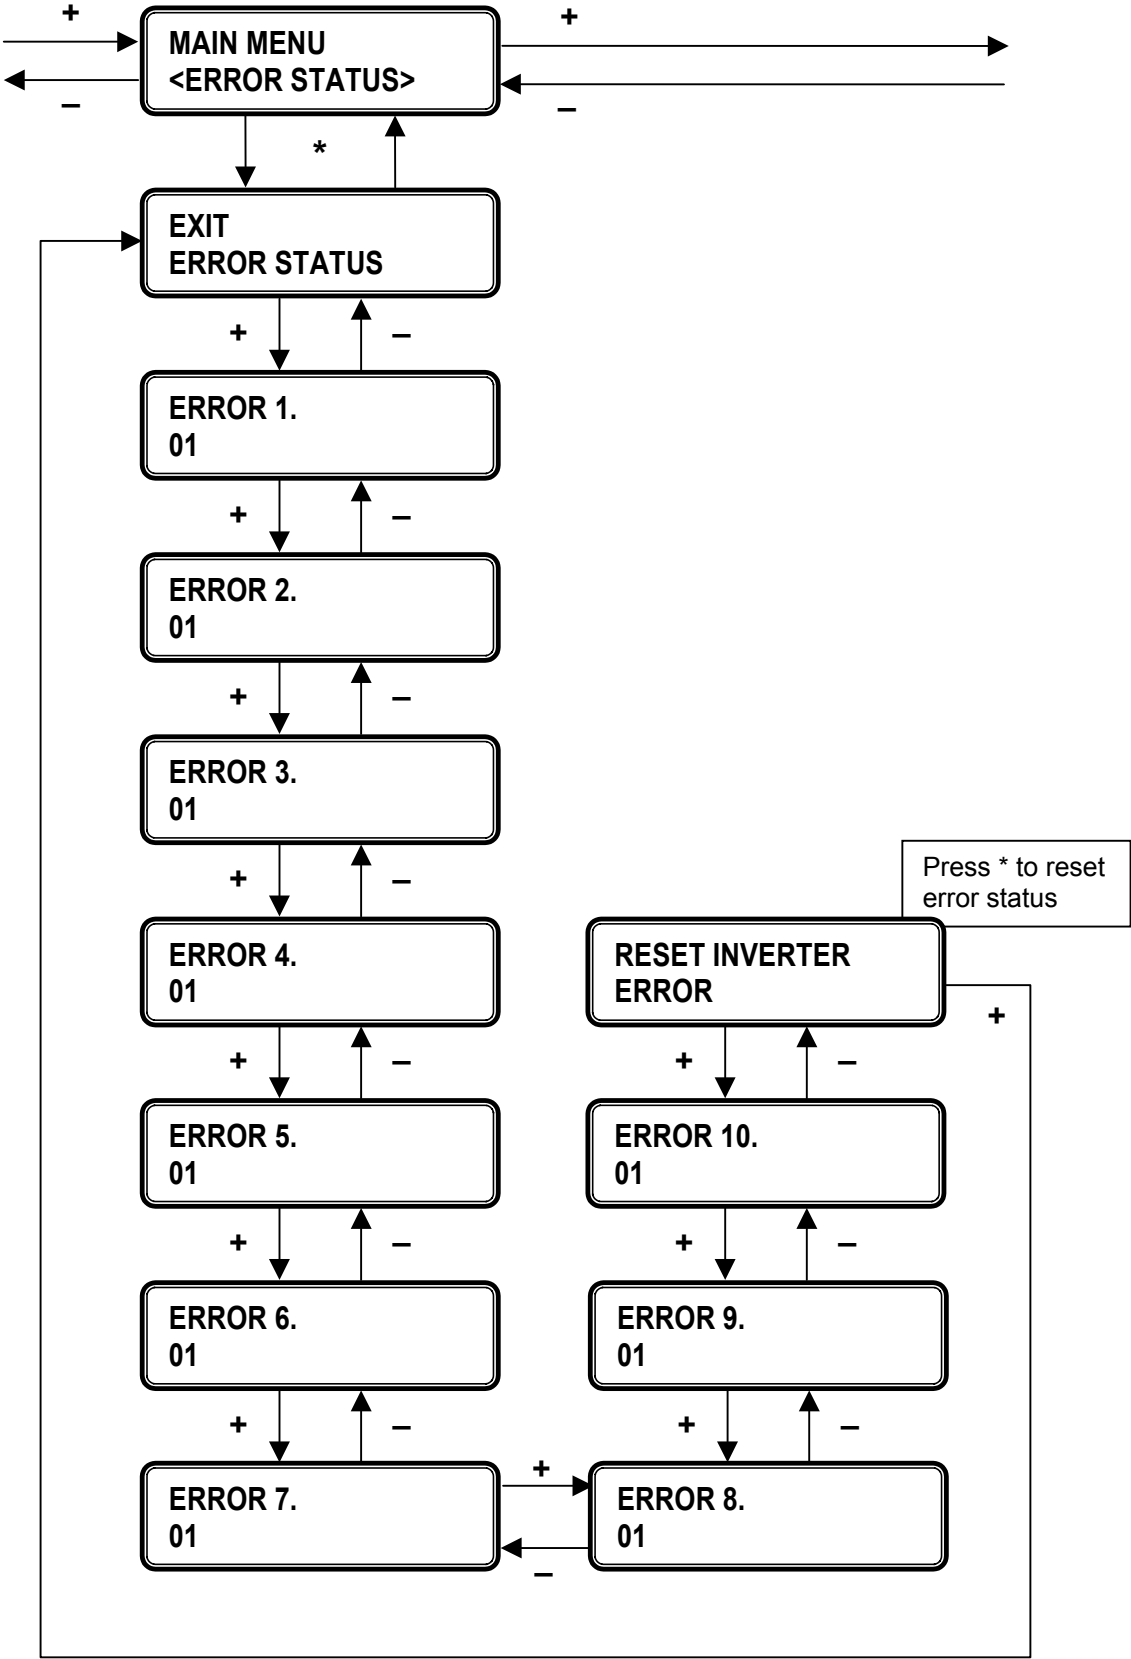 +
+
MAIN MENU
<ERROR STATUS>
–
–
*
EXIT
ERROR STATUS
+
–
ERROR 1.
01
+
–
ERROR 2.
01
+
–
ERROR 3.
01
+
–
ERROR 4.
01
+
–
ERROR 5.
01
+
–
ERROR 6.
01
+
–
ERROR 7.
01
+
–
Press * to reset
error status
RESET INVERTER
ERROR
+
+
–
ERROR 10.
01
+
–
ERROR 9.
01
+
–
ERROR 8.
01